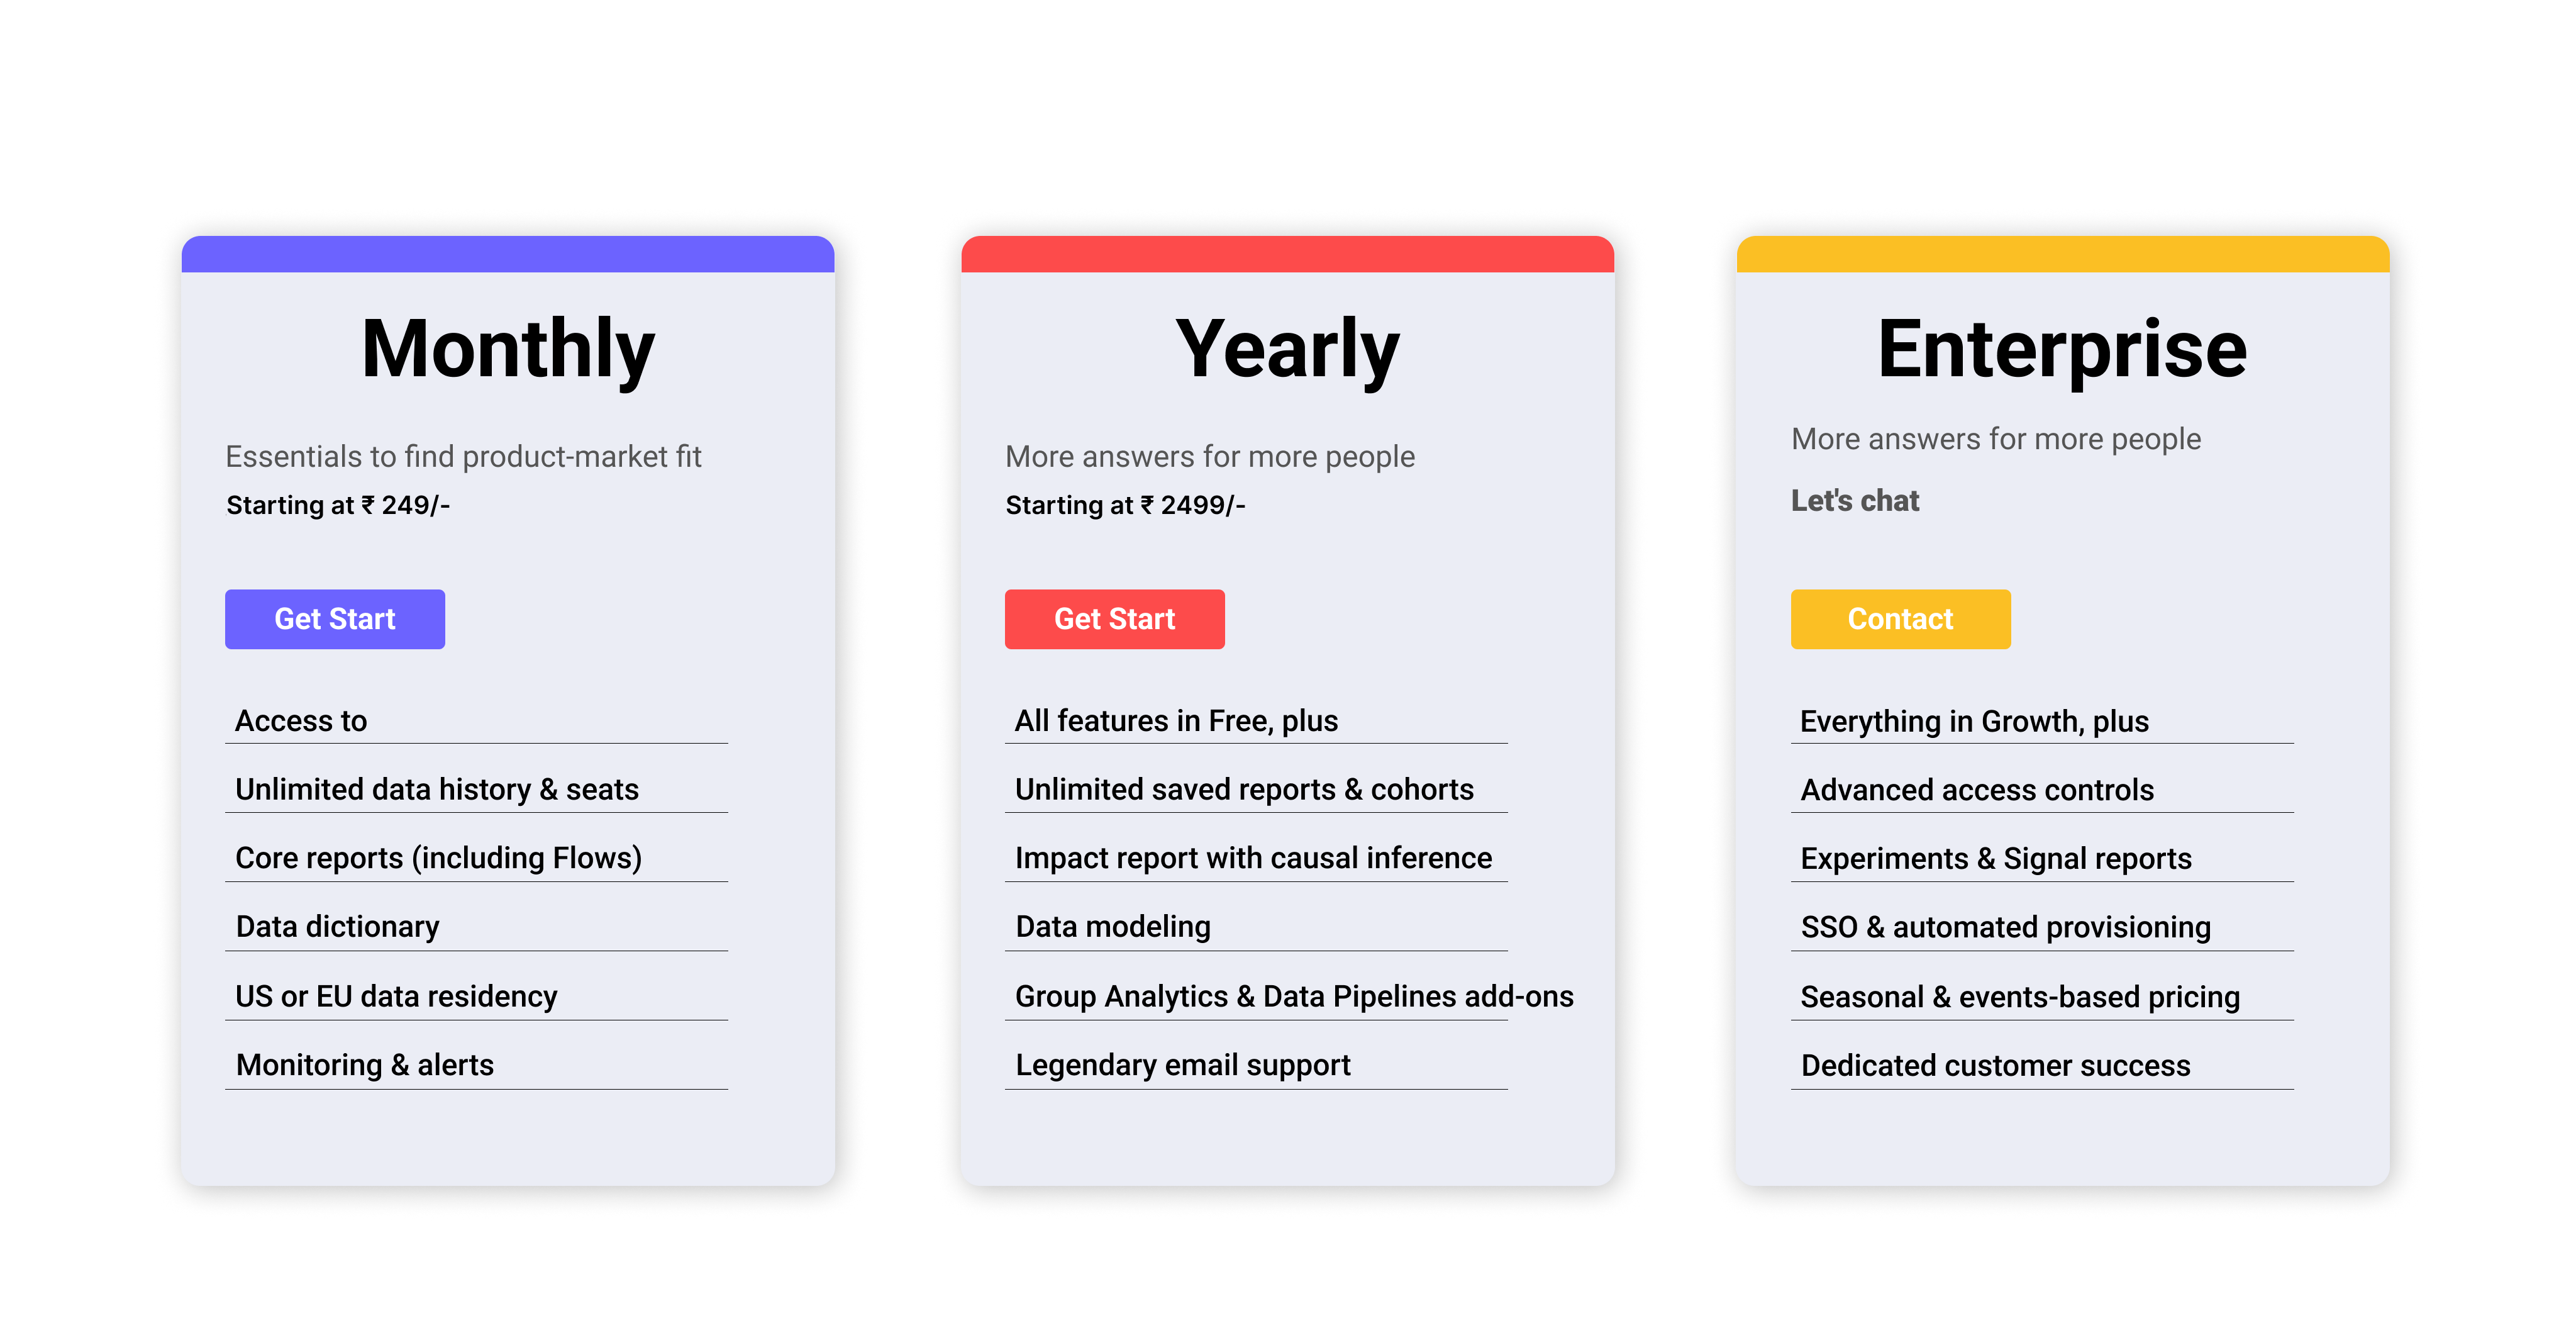 Monthly
Essentials to find product-market fit
Starting at ₹ 249/-
Get Start
Access to
Unlimited data history & seats
Core reports (including Flows)
Data dictionary
US or EU data residency
Monitoring & alerts
Yearly
More answers for more people
Starting at ₹ 2499/-
Get Start
All features in Free, plus
Unlimited saved reports & cohorts
Impact report with causal inference
Data modeling
Group Analytics & Data Pipelines add-ons
Legendary email support
Enterprise
More answers for more people
Let's chat
Contact
Everything in Growth, plus
Advanced access controls
Experiments & Signal reports
SSO & automated provisioning
Seasonal & events-based pricing
Dedicated customer success